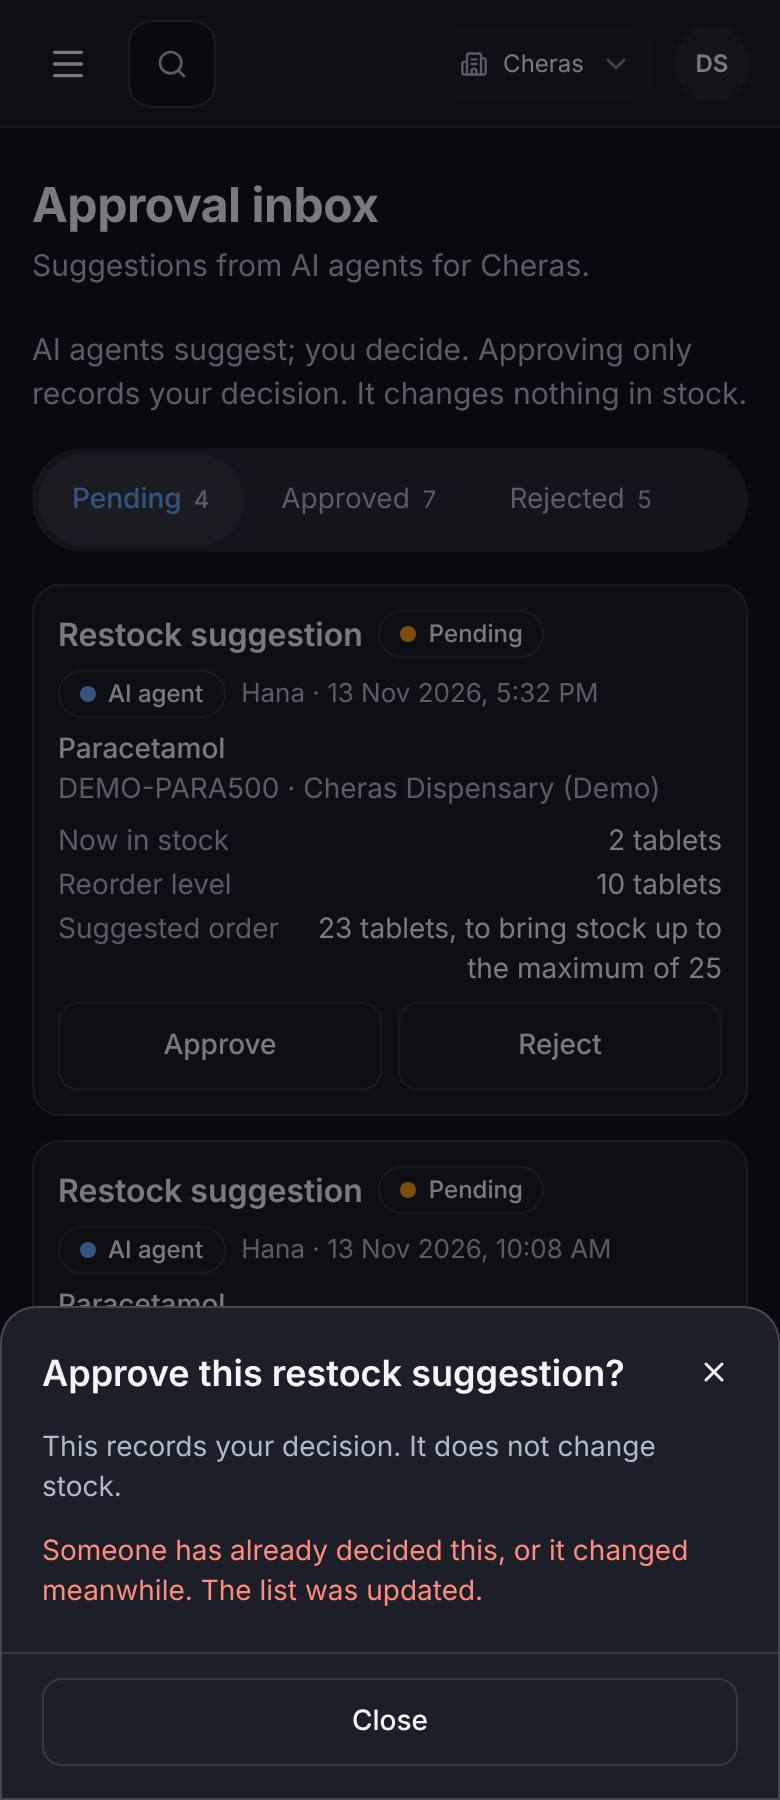 Cheras
DS
Approval inbox
Suggestions from AI agents for Cheras.
AI agents suggest; you decide. Approving only
records your decision. It changes nothing in stock.
Pending 4
Approved 7
Rejected 5
Restock suggestion
Pending
AI agent
Hana · 13 Nov 2026, 5:32 PM
Paracetamol
DEMO-PARA500 · Cheras Dispensary (Demo)
Now in stock
2 tablets
Reorder level
10 tablets
Suggested order
23 tablets, to bring stock up to
the maximum of 25
Approve
Reject
Restock suggestion
Pending
AI agent
Hana · 13 Nov 2026, 10:08 AM
Paracetamol
Approve this restock suggestion?
This records your decision. It does not change
stock.
Someone has already decided this, or it changed
meanwhile. The list was updated.
Close